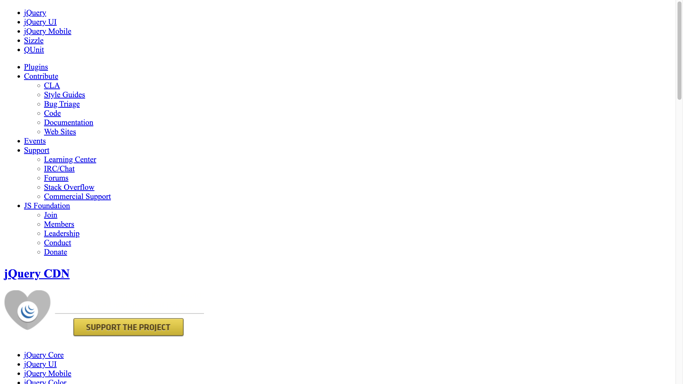 jQuery
jQuery UI
jQuery Mobile
Sizzle
QUnit
Plugins
Contribute
CLA
Style Guides
Bug Triage
Code
Documentation
Web Sites
Events
Support
Learning Center
IRC/Chat
Forums
Stack Overflow
Commercial Support
JS Foundation
Join
Members
Leadership
Conduct
Donate
jQuery CDN
SUPPORT THE PROJECT
jQuery Core
jQuery UI
jQuery Mobile
jQuery Color